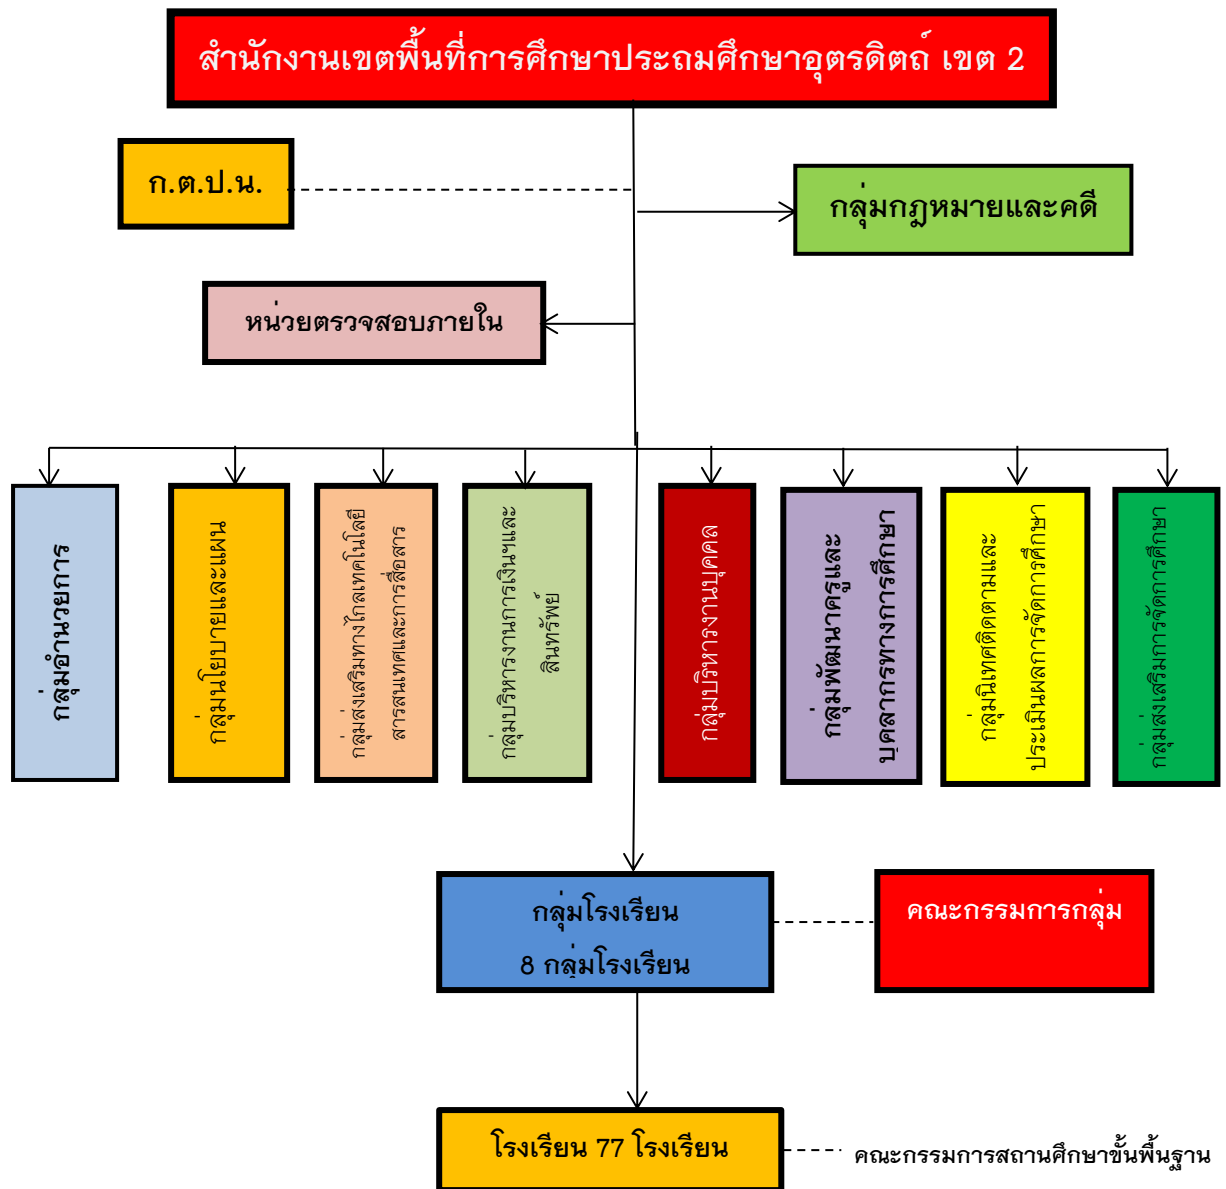 สำนักงานเขตพื้นที่การศึกษาประถมศึกษาอุตรดิตถ์ เขต 2
ก.ต.ป.น.
กลุ่มกฎหมายและคดี
หน่วยตรวจสอบภายใน
กลุ่มอำนวยการ
กลุ่มนโยบายและแผน
กลุ่มส่งเสริมทางไกลเทคโนโลยี
สารสนเทศและการสื่อสาร
กลุ่มบริหารงานการเงินฯและ
สินทรัพย์
กลุ่มบริหารงานบุคคล
กลุ่มพัฒนาครูและ
บุคลากรทางการศึกษา
กลุ่มนิเทศติดตามและ
ประเมินผลการจัดการศึกษา
กลุ่มส่งเสริมการจัดการศึกษา
กลุ่มโรงเรียน
8 กลุ่มโรงเรียน
คณะกรรมการกลุ่ม
โรงเรียน 77 โรงเรียน
คณะกรรมการสถานศึกษาขั้นพื้นฐาน